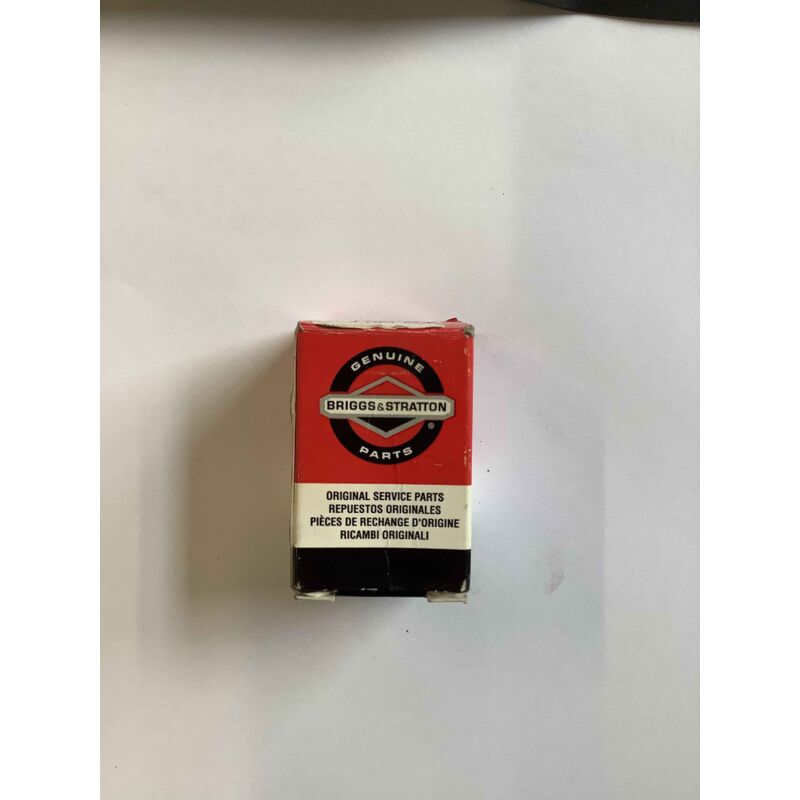 GENUINE
BRIGGS & STRATTON
®
PARTS
ORIGINAL SERVICE PARTS
REPUESTOS ORIGINALES
PIÈCES DE RECHANGE D'ORIGINE
RICAMBI ORIGINALI